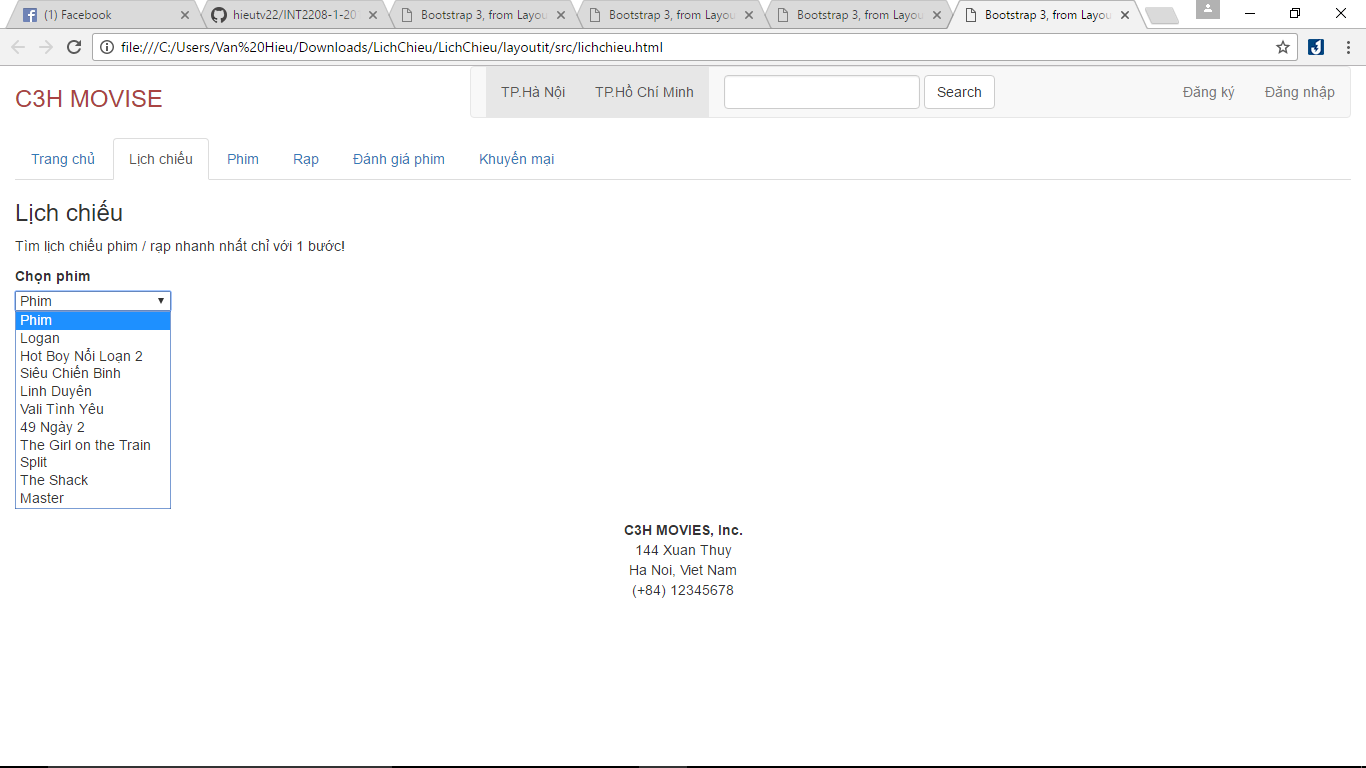 (1) Facebook
hieutv22/INT2208-1-20
Bootstrap 3, from Layou
Bootstrap 3, from Layou
Bootstrap 3, from Layou
Bootstrap 3, from Layou
file:///C:/Users/Van%20Hieu/Downloads/LichChieu/LichChieu/layoutit/src/lichchieu.html
C3H MOVISE
TP.Hà Nội
TP.Hồ Chí Minh
Search
Đăng ký
Đăng nhập
Trang chủ
Lịch chiếu
Phim
Rạp
Đánh giá phim
Khuyến mại
Lịch chiếu
Tìm lịch chiếu phim / rạp nhanh nhất chỉ với 1 bước!
Chọn phim
Phim
Phim
Logan
Hot Boy Nổi Loạn 2
Siêu Chiến Binh
Linh Duyên
Vali Tình Yêu
49 Ngày 2
The Girl on the Train
Split
The Shack
Master
C3H MOVIES, Inc.
144 Xuan Thuy
Ha Noi, Viet Nam
(+84) 12345678